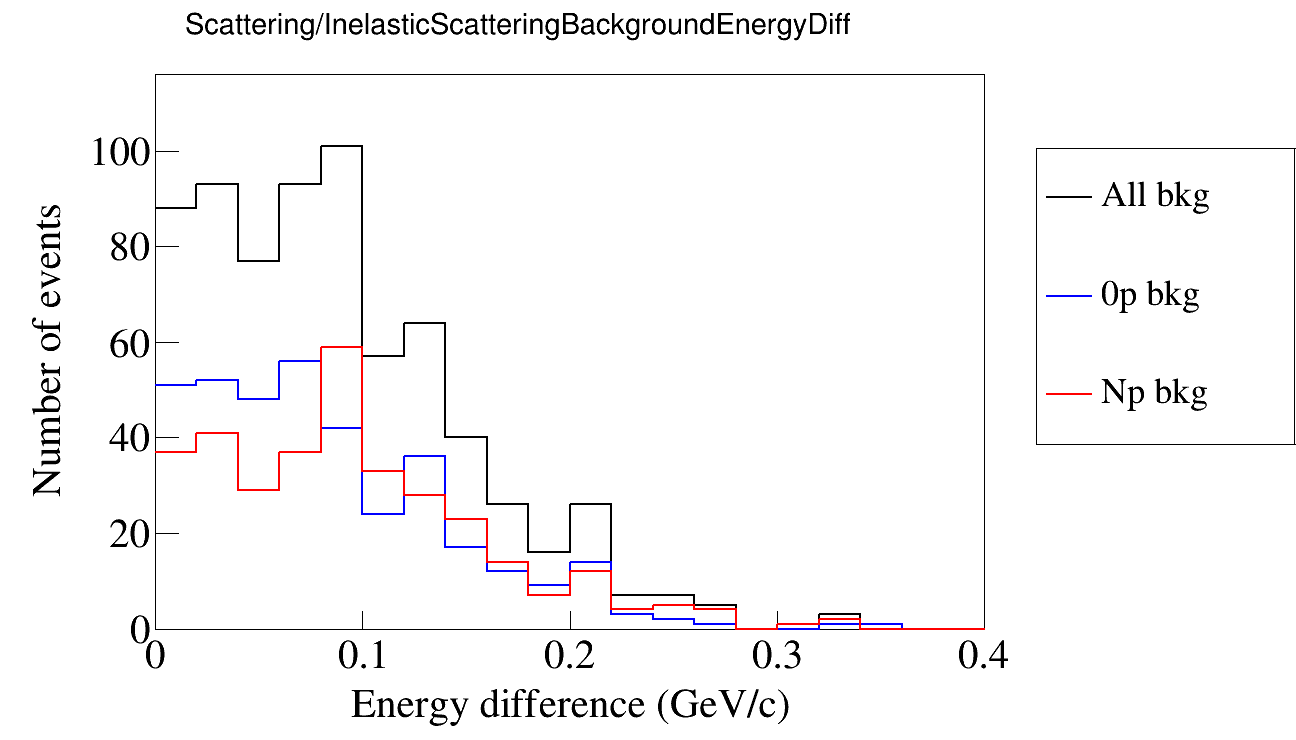 Scattering/InelasticScatteringBackgroundEnergyDiff
Number of events
100
80
60
40
20
0
0 0.1 0.2 0.3 0.4
Energy difference (GeV/c)
All bkg
0p bkg
Np bkg